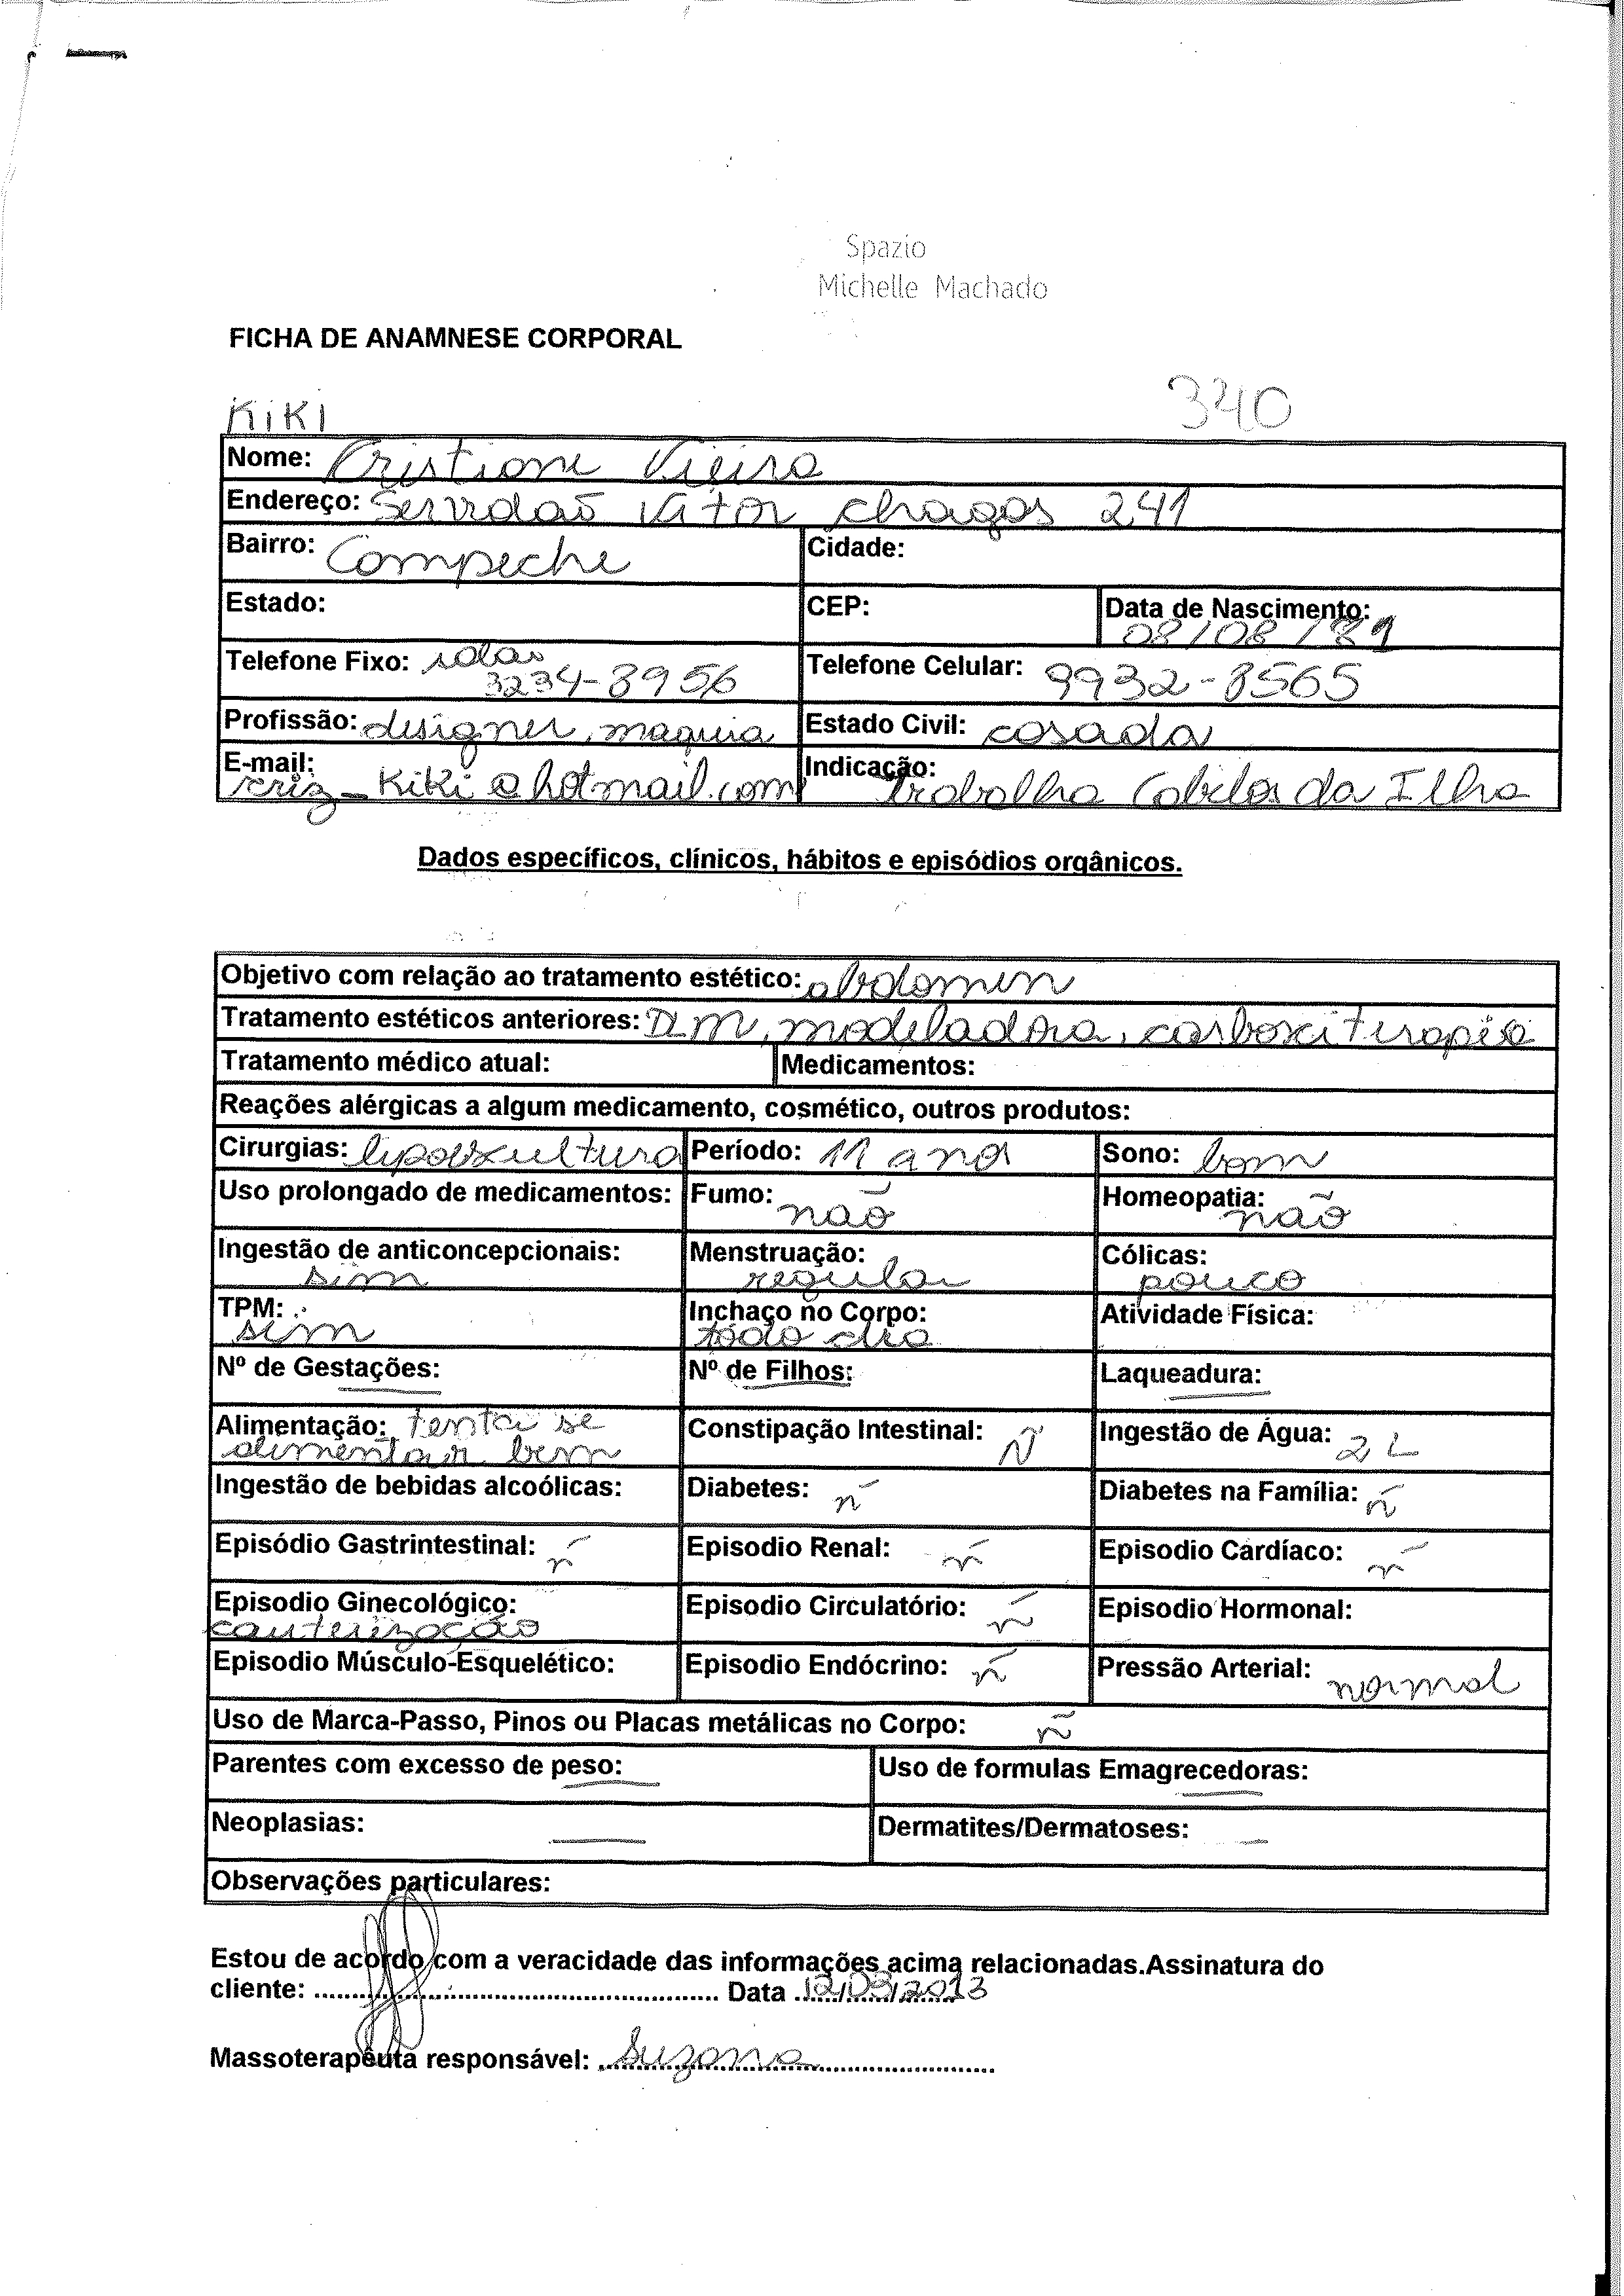 Spazio
Michelle Machado
FICHA DE ANAMNESE CORPORAL
KiKi
3240
Nome: Cristiane Vieira
Endereço: Servidão Vitor chagas 241
Bairro: Campeche Cidade:
Estado: CEP: Data de Nascimento: 08/08/81
Telefone Fixo: 3234-8956 Telefone Celular: 9932-8565
Profissão: designer, maquia Estado Civil: casada
E-mail: criz_kiki@hotmail.com Indicação: trabalha Cabelos da Ilha
Dados específicos, clínicos, hábitos e episódios orgânicos.
Objetivo com relação ao tratamento estético: abdomen
Tratamento estéticos anteriores: DLM, modeladora, carboxiterapia
Tratamento médico atual: Medicamentos:
Reações alérgicas a algum medicamento, cosmético, outros produtos:
Cirurgias: lipoescultura Período: 11 anos Sono: bom
Uso prolongado de medicamentos: Fumo: não Homeopatia: não
Ingestão de anticoncepcionais: sim Menstruação: regular Cólicas: pouco
TPM: sim Inchaço no Corpo: todo dia Atividade Física:
Nº de Gestações: Nº de Filhos: Laqueadura:
Alimentação: tenta se alimentar bem Constipação Intestinal: Ñ Ingestão de Água: 2 L
Ingestão de bebidas alcoólicas: Diabetes: ñ Diabetes na Família: ñ
Episódio Gastrintestinal: ñ Episodio Renal: ñ Episodio Cardíaco: ñ
Episodio Ginecológico: cauterização Episodio Circulatório: ñ Episodio Hormonal:
Episodio Músculo-Esquelético: Episodio Endócrino: ñ Pressão Arterial: normal
Uso de Marca-Passo, Pinos ou Placas metálicas no Corpo: ñ
Parentes com excesso de peso: Uso de formulas Emagrecedoras:
Neoplasias: Dermatites/Dermatoses:
Observações particulares:
Estou de acordo com a veracidade das informações acima relacionadas.Assinatura do
cliente: ........ Data 12/03/2013
Massoterapêuta responsável: Suzana